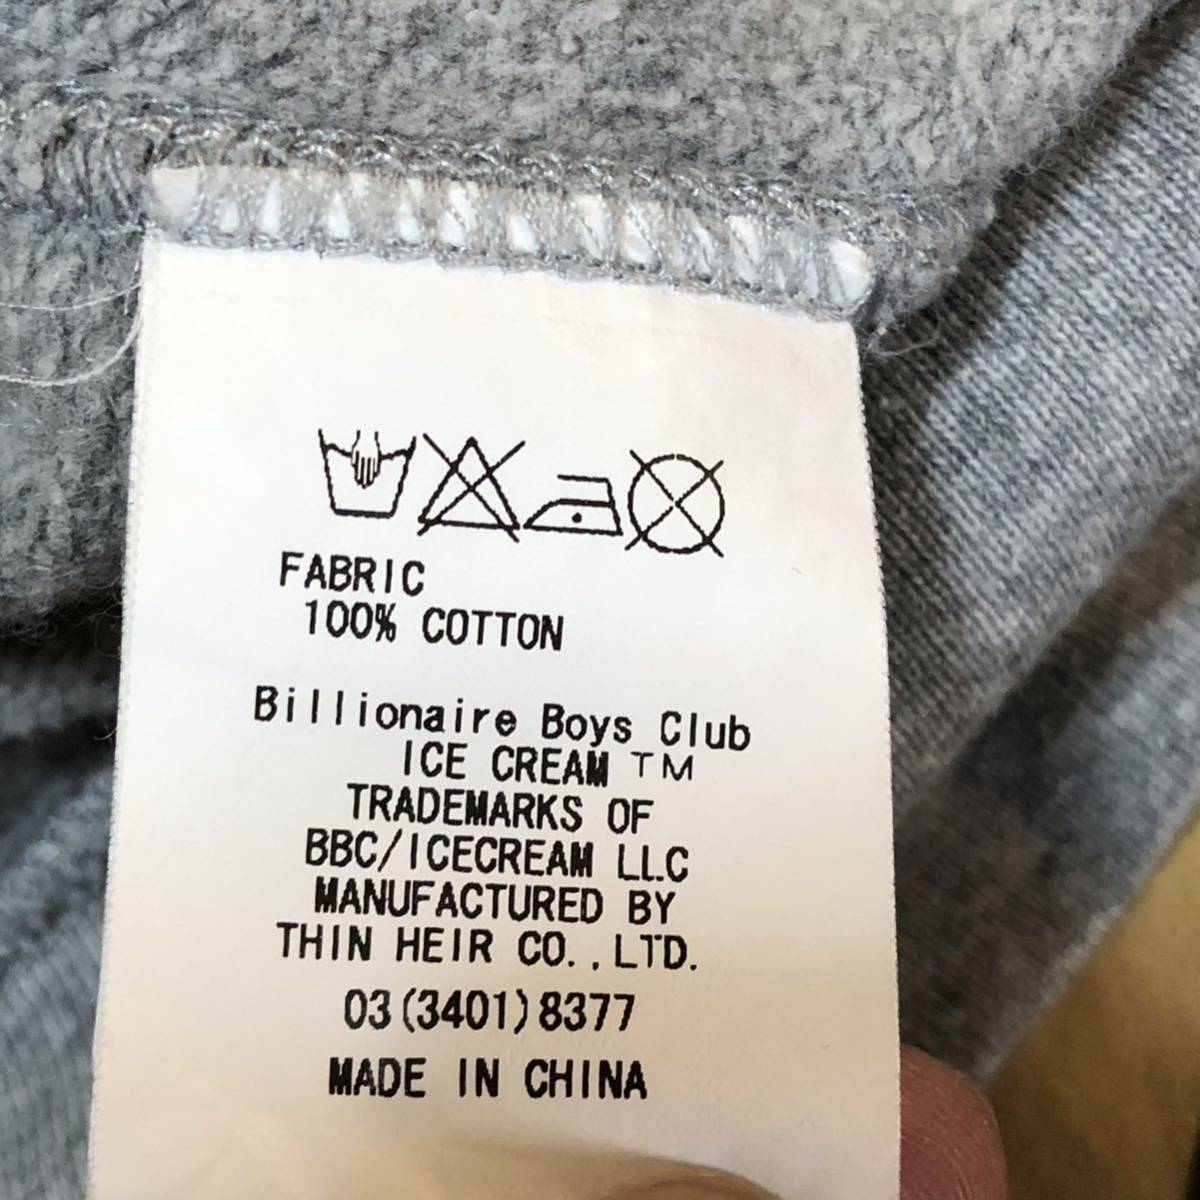 FABRIC
100% COTTON
Billionaire Boys Club
ICE CREAM TM
TRADEMARKS OF
BBC/ICECREAM LLC
MANUFACTURED BY
THIN HEIR CO.,LTD.
03(3401)8377
MADE IN CHINA